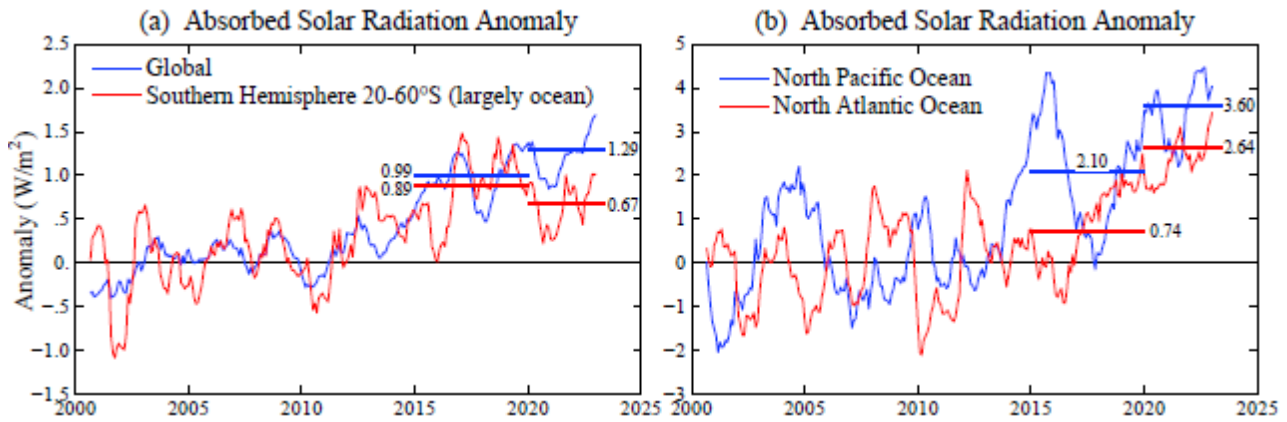 (a) Absorbed Solar Radiation Anomaly
2.5
2.0
1.5
1.0
.5
0.
-.5
-1.0
-1.5
Anomaly (W/m²)
Global
Southern Hemisphere 20-60°S (largely ocean)
0.99
0.89
1.29
0.67
2000 2005 2010 2015 2020 2025
(b) Absorbed Solar Radiation Anomaly
5
4
3
2
1
0
-1
-2
-3
North Pacific Ocean
North Atlantic Ocean
2.10
0.74
3.60
2.64
2000 2005 2010 2015 2020 2025